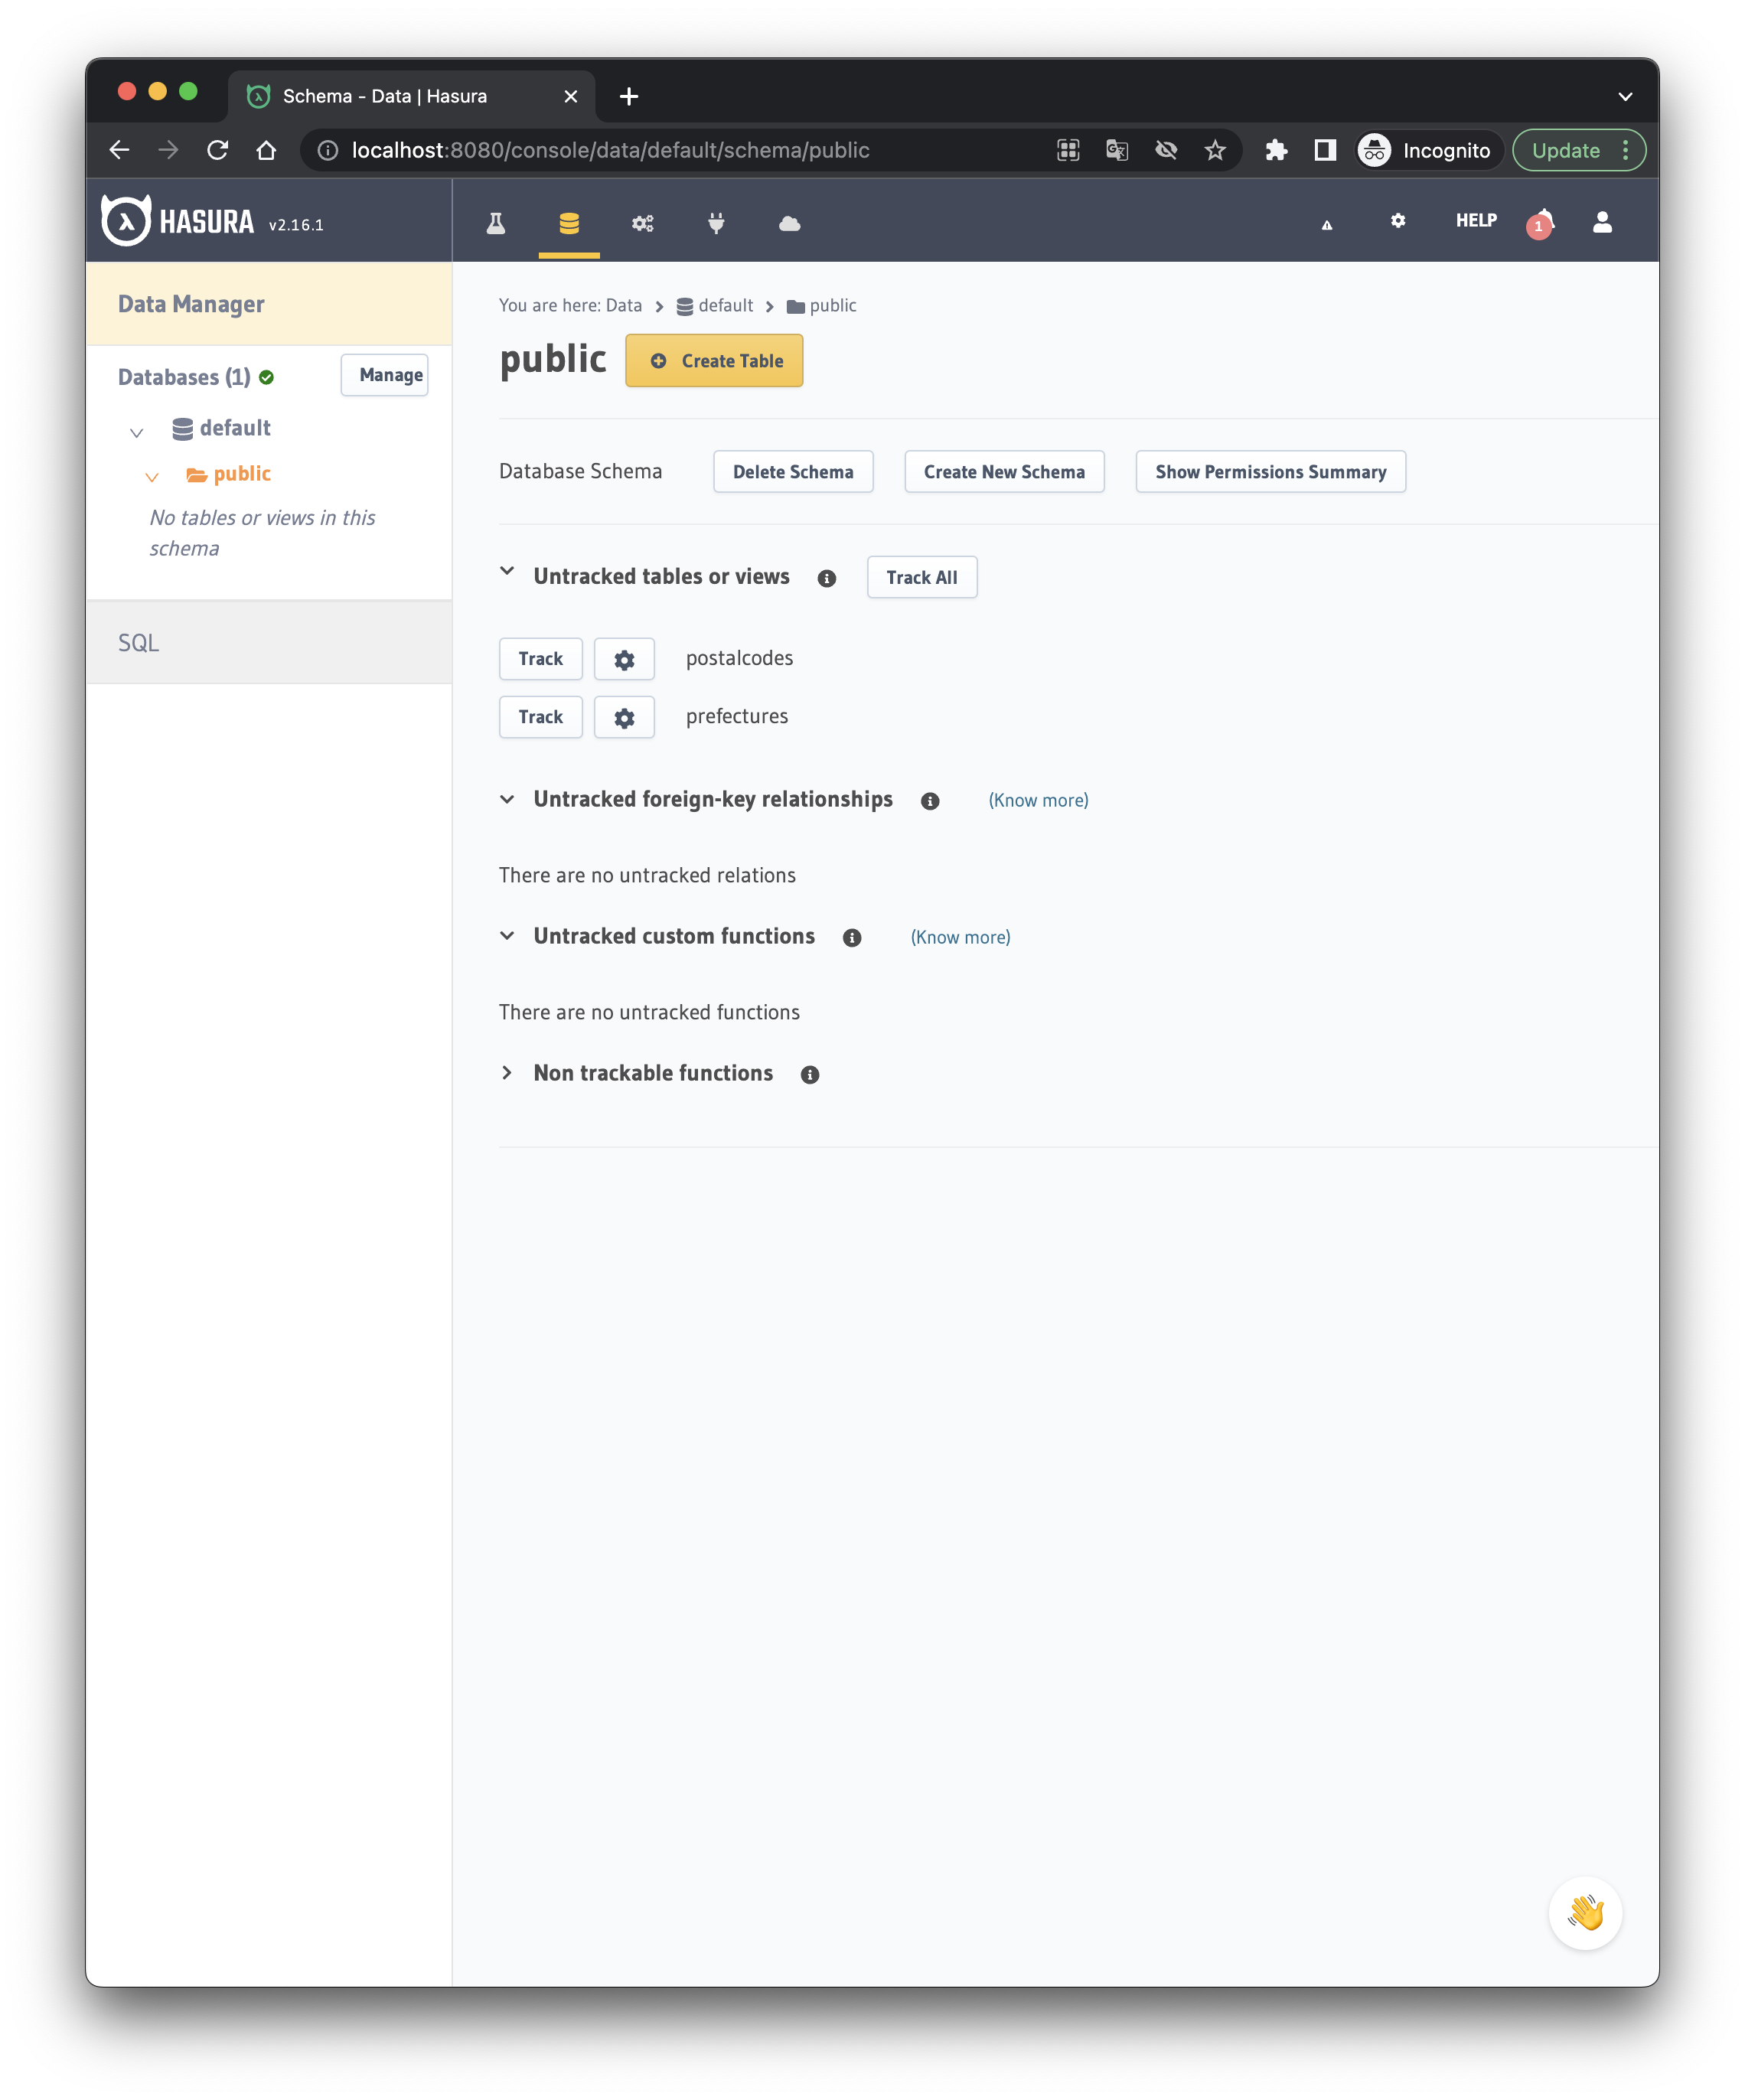 Schema - Data | Hasura
localhost:8080/console/data/default/schema/public
Incognito
Update
HASURA v2.16.1
HELP
1
Data Manager
Databases (1)
Manage
default
public
No tables or views in this
schema
SQL
You are here: Data > default > public
public
Create Table
Database Schema
Delete Schema
Create New Schema
Show Permissions Summary
Untracked tables or views
Track All
Track
postalcodes
Track
prefectures
Untracked foreign-key relationships
(Know more)
There are no untracked relations
Untracked custom functions
(Know more)
There are no untracked functions
Non trackable functions